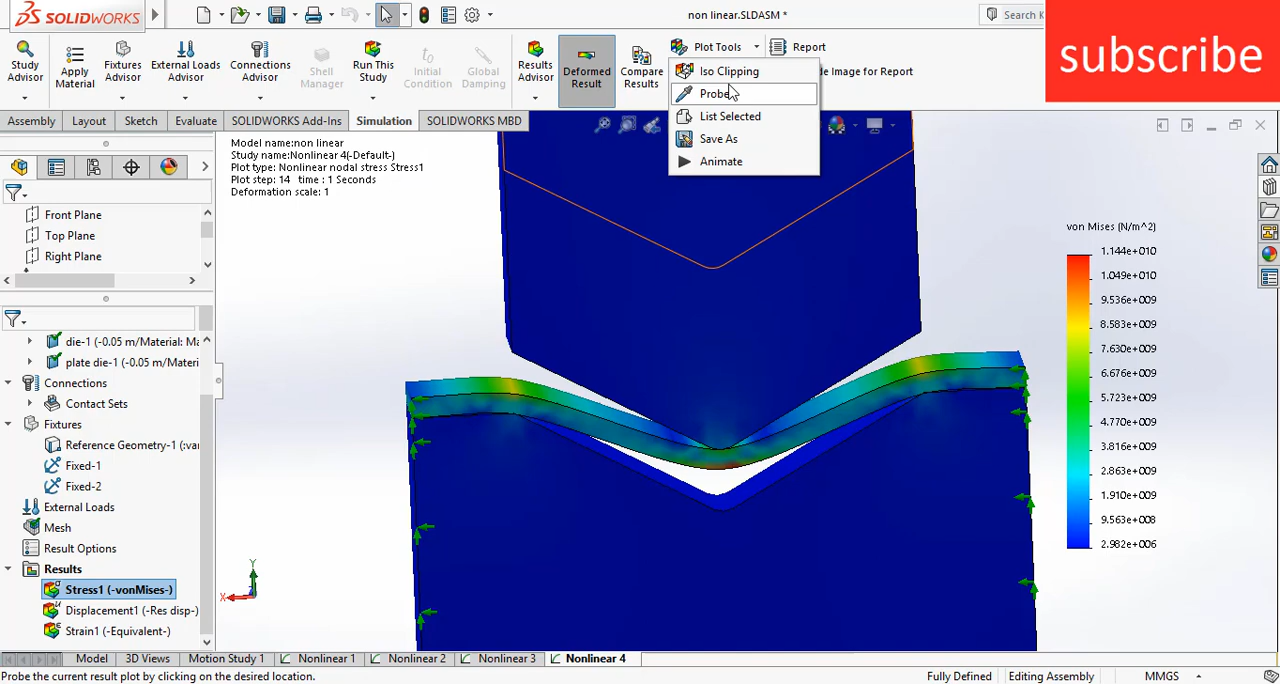 SOLIDWORKS
non linear.SLDASM *
Search K
subscribe
Study Advisor
Apply Material
Fixtures Advisor
External Loads Advisor
Connections Advisor
Shell Manager
Run This Study
Initial Condition
Global Damping
Results Advisor
Deformed Result
Compare Results
Plot Tools
Report
de Image for Report
Iso Clipping
Probe
List Selected
Save As
Animate
Assembly
Layout
Sketch
Evaluate
SOLIDWORKS Add-Ins
Simulation
SOLIDWORKS MBD
Model name:non linear
Study name:Nonlinear 4(-Default-)
Plot type: Nonlinear nodal stress Stress1
Plot step: 14 time : 1 Seconds
Deformation scale: 1
Front Plane
Top Plane
Right Plane
die-1 (-0.05 m/Material: Ma
plate die-1 (-0.05 m/Material
Connections
Contact Sets
Fixtures
Reference Geometry-1 (:var
Fixed-1
Fixed-2
External Loads
Mesh
Result Options
Results
Stress1 (-vonMises-)
Displacement1 (-Res disp-)
Strain1 (-Equivalent-)
von Mises (N/m^2)
1.144e+010
1.049e+010
9.536e+009
8.583e+009
7.630e+009
6.676e+009
5.723e+009
4.770e+009
3.816e+009
2.863e+009
1.910e+009
9.563e+008
2.982e+006
Y
X
Model
3D Views
Motion Study 1
Nonlinear 1
Nonlinear 2
Nonlinear 3
Nonlinear 4
Probe the current result plot by clicking on the desired location.
Fully Defined
Editing Assembly
MMGS